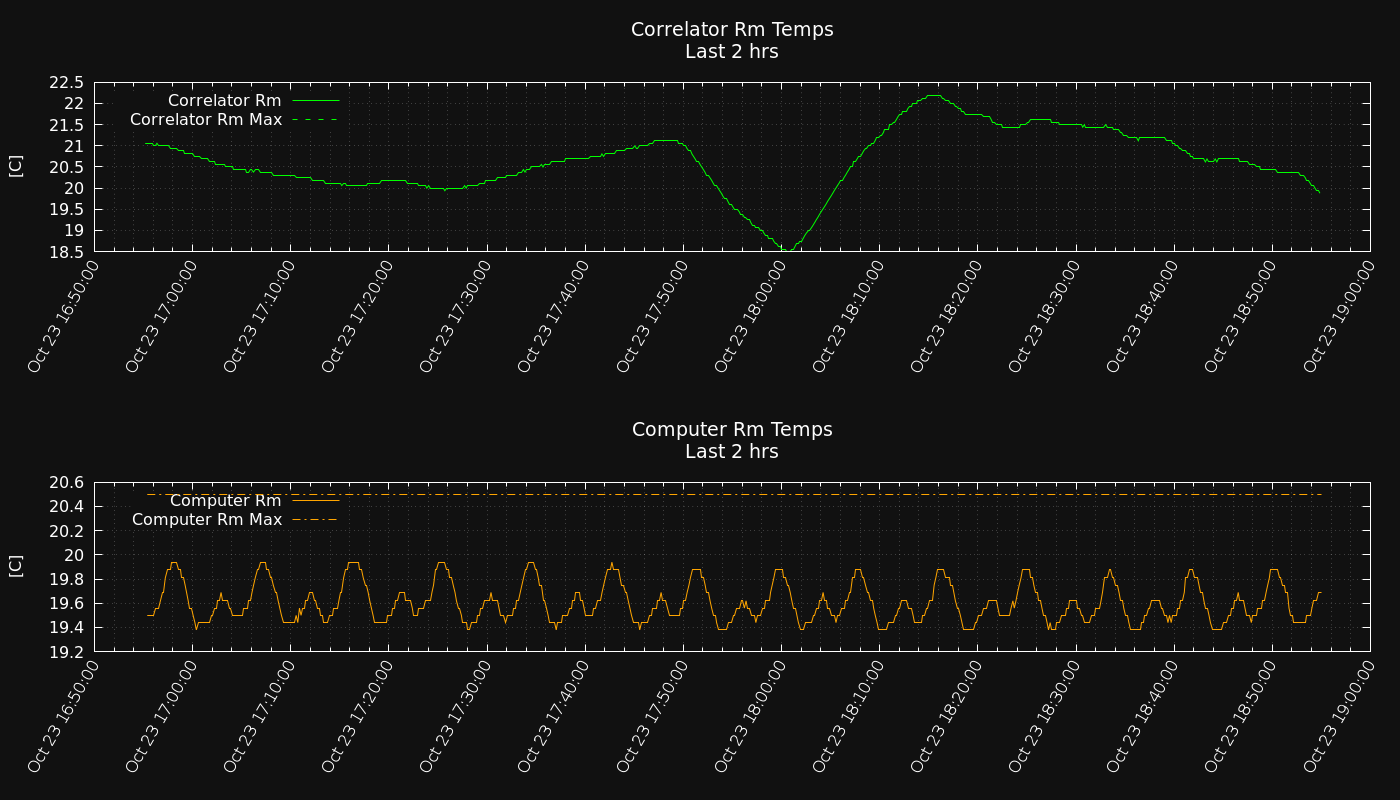 Correlator Rm Temps
Last 2 hrs
22.5
22
21.5
21
20.5
20
19.5
19
18.5
[C]
Correlator Rm
Correlator Rm Max
Oct 23 16:50:00
Oct 23 17:00:00
Oct 23 17:10:00
Oct 23 17:20:00
Oct 23 17:30:00
Oct 23 17:40:00
Oct 23 17:50:00
Oct 23 18:00:00
Oct 23 18:10:00
Oct 23 18:20:00
Oct 23 18:30:00
Oct 23 18:40:00
Oct 23 18:50:00
Oct 23 19:00:00
Computer Rm Temps
Last 2 hrs
20.6
20.4
20.2
20
19.8
19.6
19.4
19.2
[C]
Computer Rm
Computer Rm Max
Oct 23 16:50:00
Oct 23 17:00:00
Oct 23 17:10:00
Oct 23 17:20:00
Oct 23 17:30:00
Oct 23 17:40:00
Oct 23 17:50:00
Oct 23 18:00:00
Oct 23 18:10:00
Oct 23 18:20:00
Oct 23 18:30:00
Oct 23 18:40:00
Oct 23 18:50:00
Oct 23 19:00:00